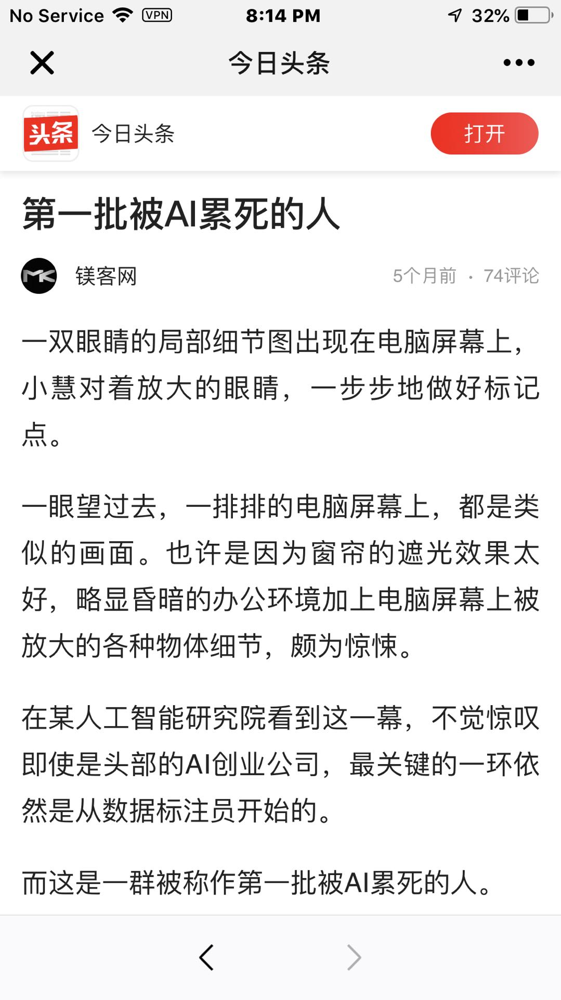 No Service VPN 8:14 PM 32%
今日头条
头条 今日头条 打开
第一批被AI累死的人
MK 镁客网 5个月前 · 74评论
一双眼睛的局部细节图出现在电脑屏幕上，
小慧对着放大的眼睛，一步步地做好标记
点。
一眼望过去，一排排的电脑屏幕上，都是类
似的画面。也许是因为窗帘的遮光效果太
好，略显昏暗的办公环境加上电脑屏幕上被
放大的各种物体细节，颇为惊悚。
在某人工智能研究院看到这一幕，不觉惊叹
即使是头部的AI创业公司，最关键的一环依
然是从数据标注员开始的。
而这是一群被称作第一批被AI累死的人。